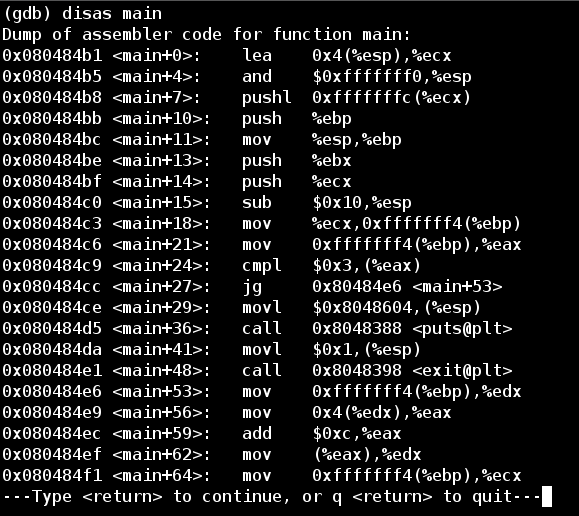 (gdb) disas main
Dump of assembler code for function main:
0x080484b1 <main+0>:    lea    0x4(%esp),%ecx
0x080484b5 <main+4>:    and    $0xfffffff0,%esp
0x080484b8 <main+7>:    pushl  0xfffffffc(%ecx)
0x080484bb <main+10>:   push   %ebp
0x080484bc <main+11>:   mov    %esp,%ebp
0x080484be <main+13>:   push   %ebx
0x080484bf <main+14>:   push   %ecx
0x080484c0 <main+15>:   sub    $0x10,%esp
0x080484c3 <main+18>:   mov    %ecx,0xfffffff4(%ebp)
0x080484c6 <main+21>:   mov    0xfffffff4(%ebp),%eax
0x080484c9 <main+24>:   cmpl   $0x3,(%eax)
0x080484cc <main+27>:   jg     0x80484e6 <main+53>
0x080484ce <main+29>:   movl   $0x8048604,(%esp)
0x080484d5 <main+36>:   call   0x8048388 <puts@plt>
0x080484da <main+41>:   movl   $0x1,(%esp)
0x080484e1 <main+48>:   call   0x8048398 <exit@plt>
0x080484e6 <main+53>:   mov    0xfffffff4(%ebp),%edx
0x080484e9 <main+56>:   mov    0x4(%edx),%eax
0x080484ec <main+59>:   add    $0xc,%eax
0x080484ef <main+62>:   mov    (%eax),%edx
0x080484f1 <main+64>:   mov    0xfffffff4(%ebp),%ecx
---Type <return> to continue, or q <return> to quit---